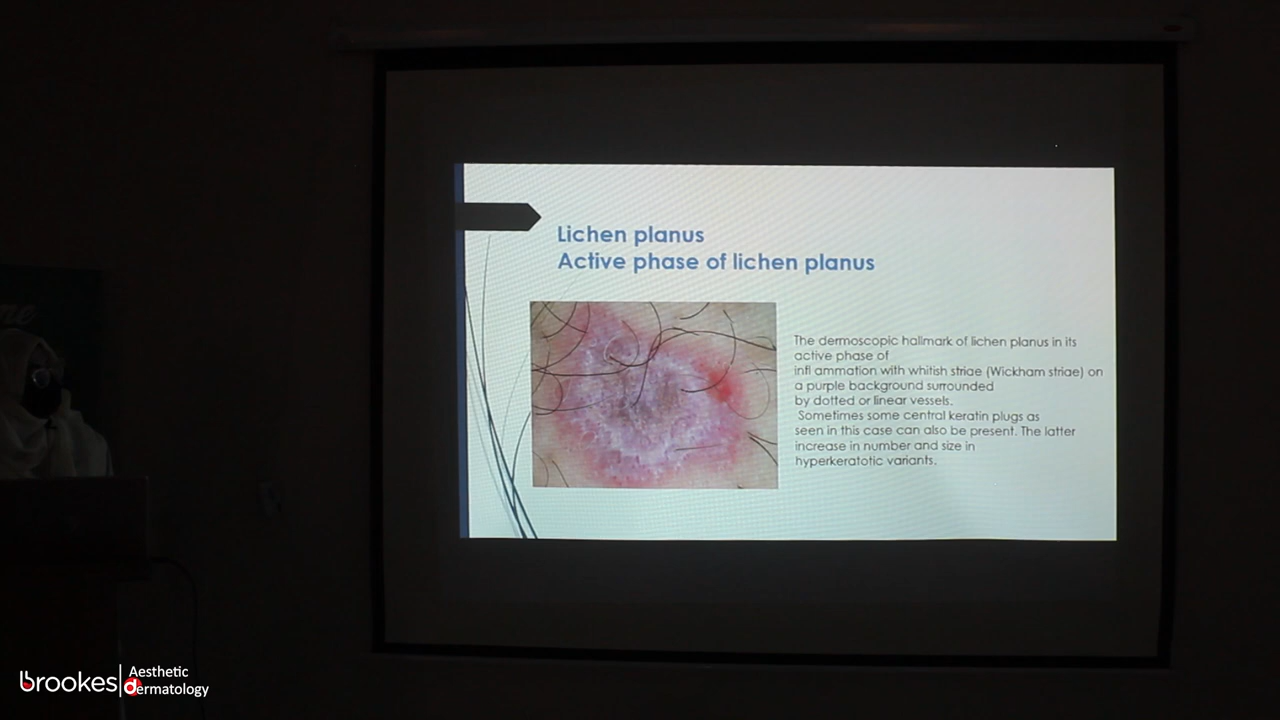 Lichen planus
Active phase of lichen planus
The dermoscopic hallmark of lichen planus in its
active phase of
infl ammation with whitish striae (Wickham striae) on
a purple background surrounded
by dotted or linear vessels.
Sometimes some central keratin plugs as
seen in this case can also be present. The latter
increase in number and size in
hyperkeratotic variants.
brookes
Aesthetic
dermatology